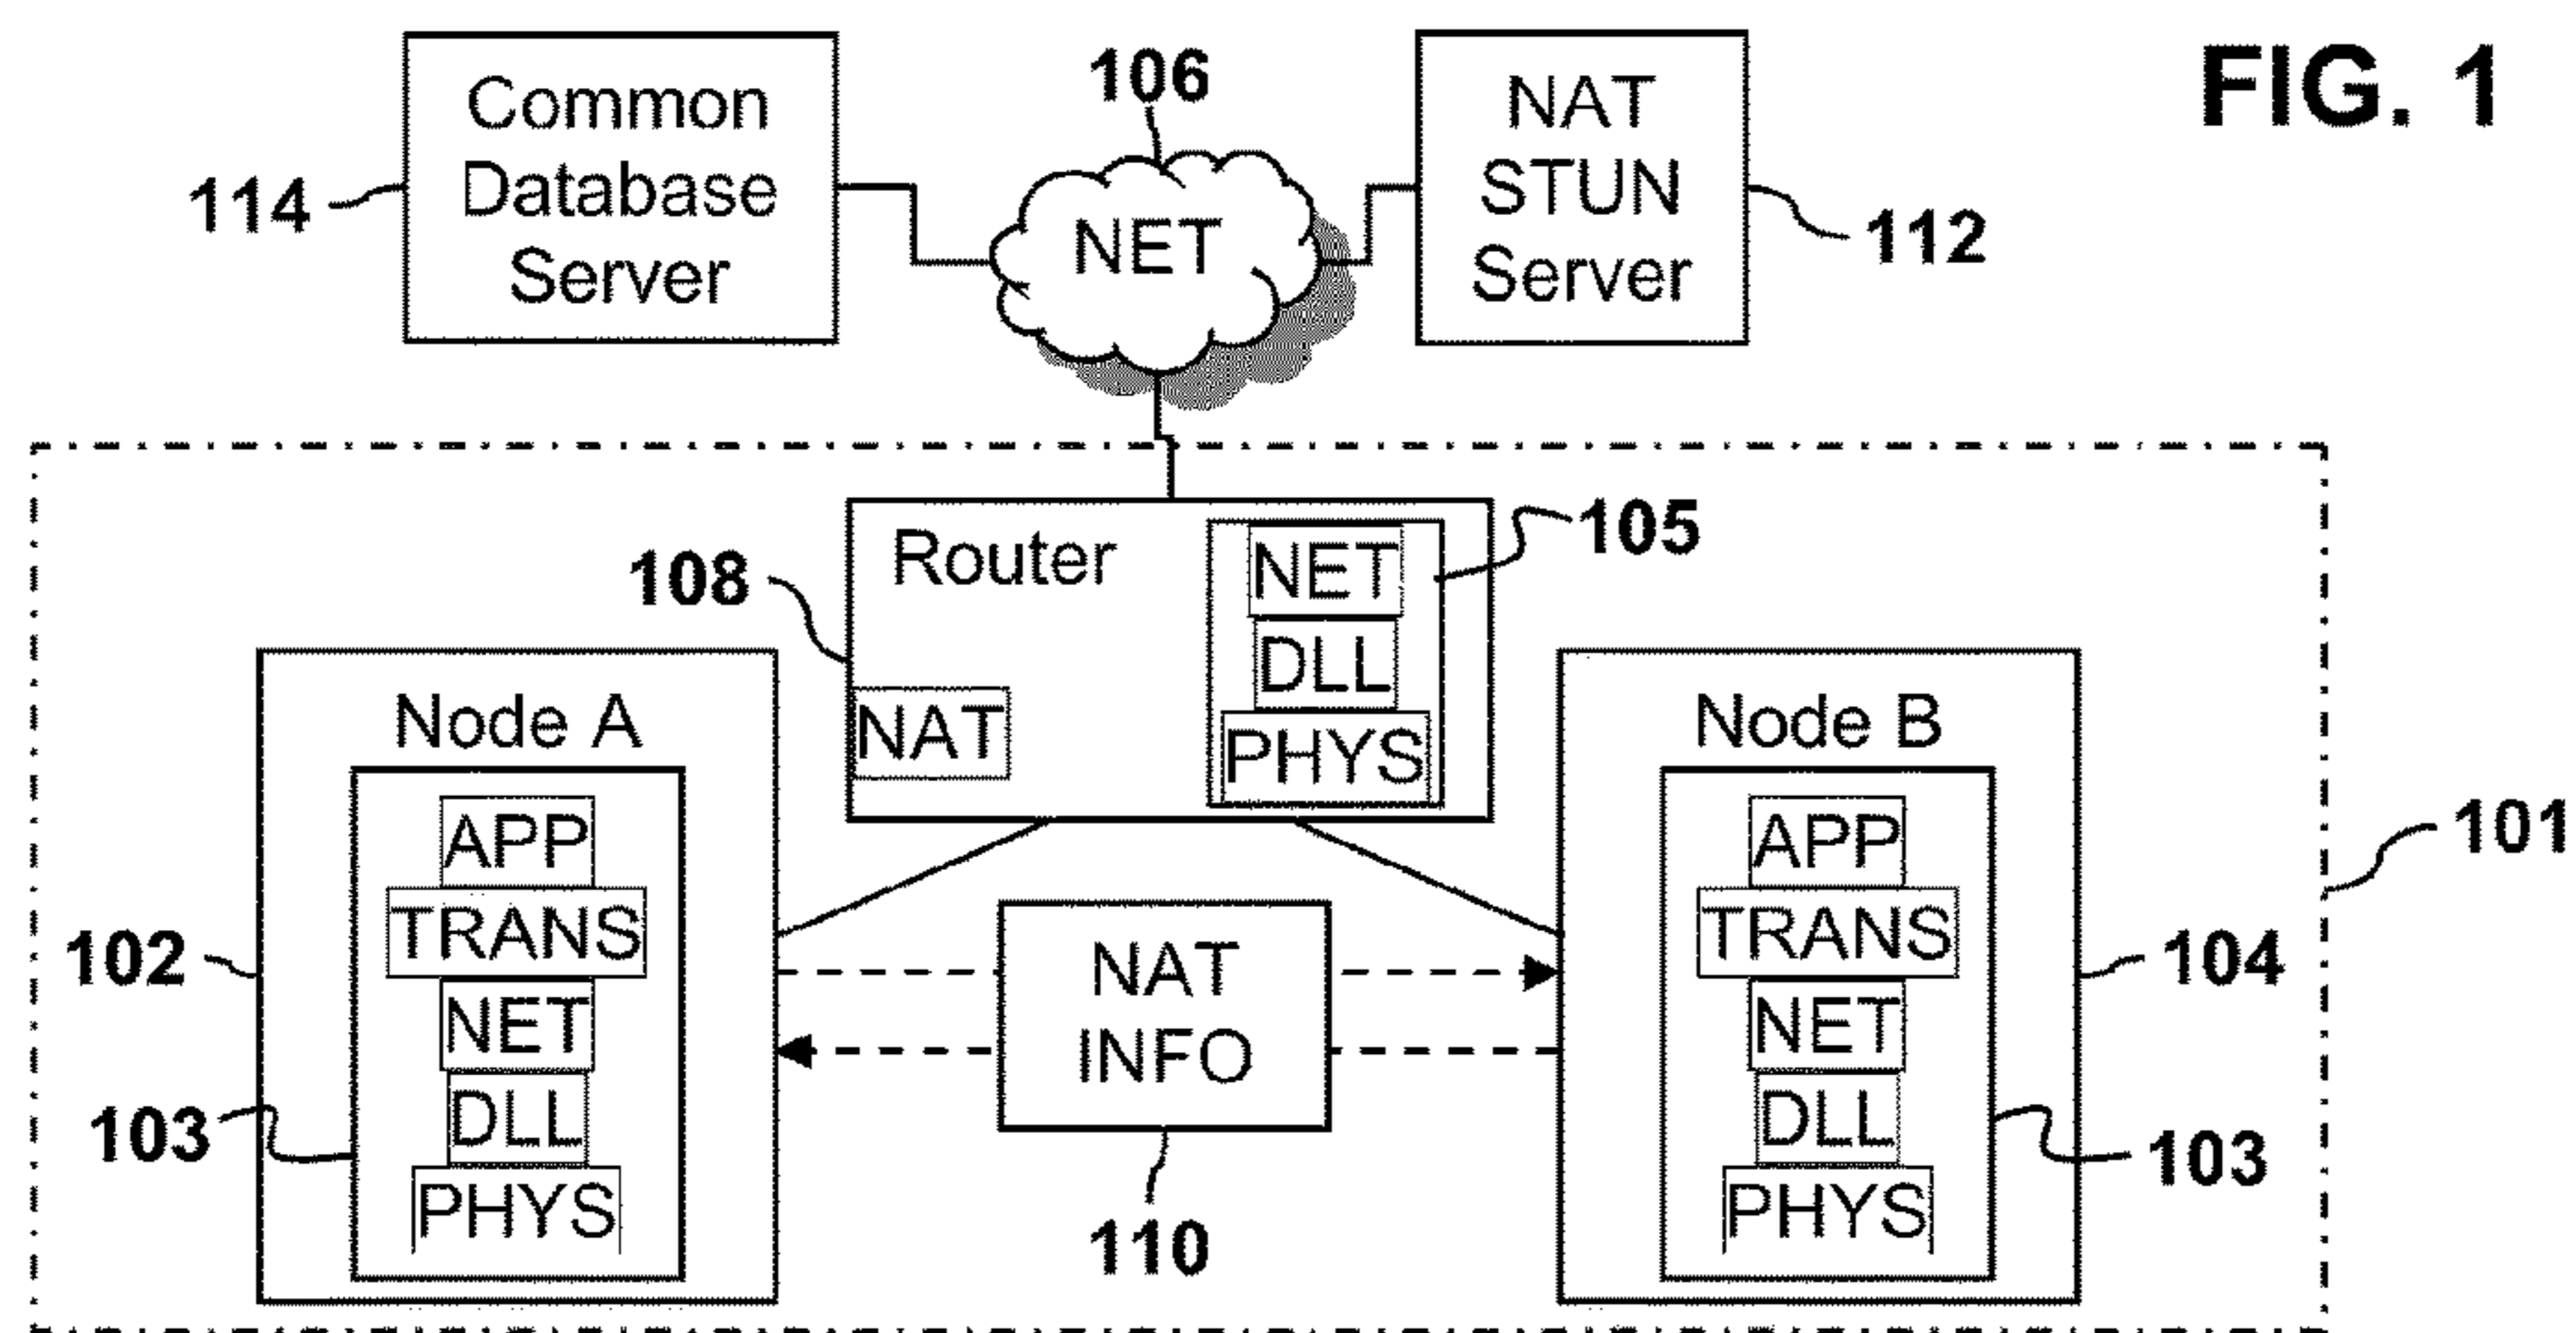 FIG. 1
Common
Database
Server
114
106
NET
NAT
STUN
Server
112
Router
108
NAT
NET
DLL
PHYS
105
Node A
APP
TRANS
NET
DLL
PHYS
102
103
NAT
INFO
110
Node B
APP
TRANS
NET
DLL
PHYS
104
103
101